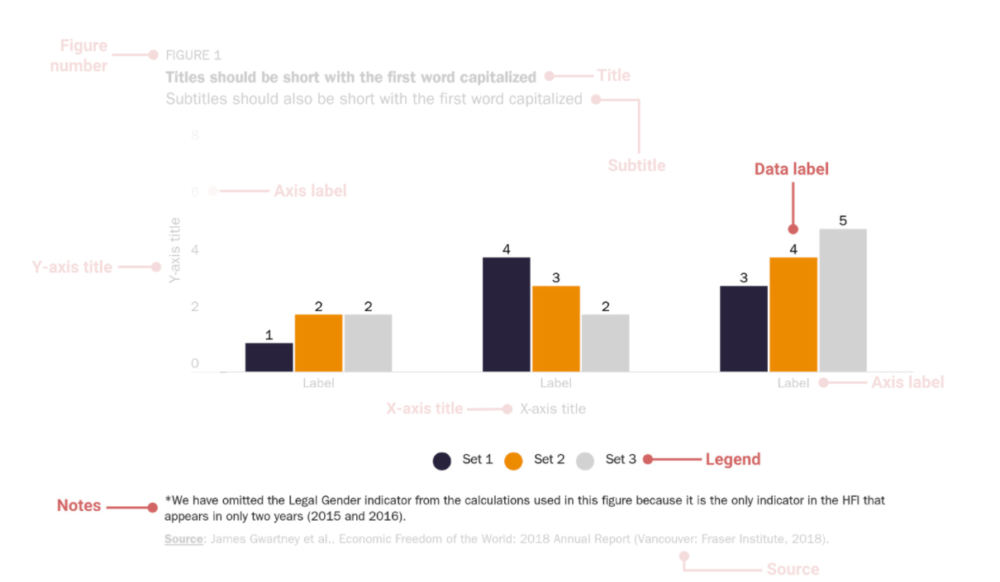 Figure
number
FIGURE 1
Titles should be short with the first word capitalized
Title
Subtitles should also be short with the first word capitalized
Subtitle
8
Data label
6
Axis label
Y-axis title
Y-axis title
4
2
0
1
2
2
4
3
2
3
4
5
Label
Label
Label
Axis label
X-axis title
X-axis title
Set 1
Set 2
Set 3
Legend
Notes
*We have omitted the Legal Gender indicator from the calculations used in this figure because it is the only indicator in the HFI that
appears in only two years (2015 and 2016).
Source: James Gwartney et al., Economic Freedom of the World: 2018 Annual Report (Vancouver: Fraser Institute, 2018).
Source